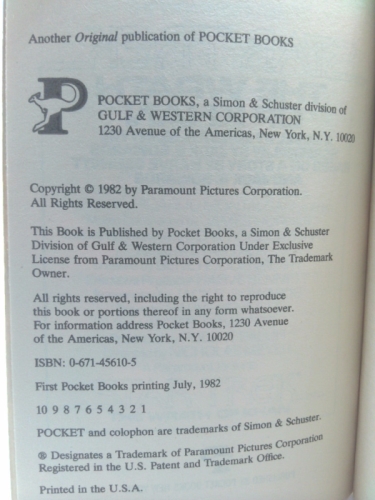 Another Original publication of POCKET BOOKS
P
POCKET BOOKS, a Simon & Schuster division of
GULF & WESTERN CORPORATION
1230 Avenue of the Americas, New York, N.Y. 10020
Copyright © 1982 by Paramount Pictures Corporation.
All Rights Reserved.
This Book is Published by Pocket Books, a Simon & Schuster
Division of Gulf & Western Corporation Under Exclusive
License from Paramount Pictures Corporation, The Trademark
Owner.
All rights reserved, including the right to reproduce
this book or portions thereof in any form whatsoever.
For information address Pocket Books, 1230 Avenue
of the Americas, New York, N.Y. 10020
ISBN: 0-671-45610-5
First Pocket Books printing July, 1982
10 9 8 7 6 5 4 3 2 1
POCKET and colophon are trademarks of Simon & Schuster.
® Designates a Trademark of Paramount Pictures Corporation
Registered in the U.S. Patent and Trademark Office.
Printed in the U.S.A.